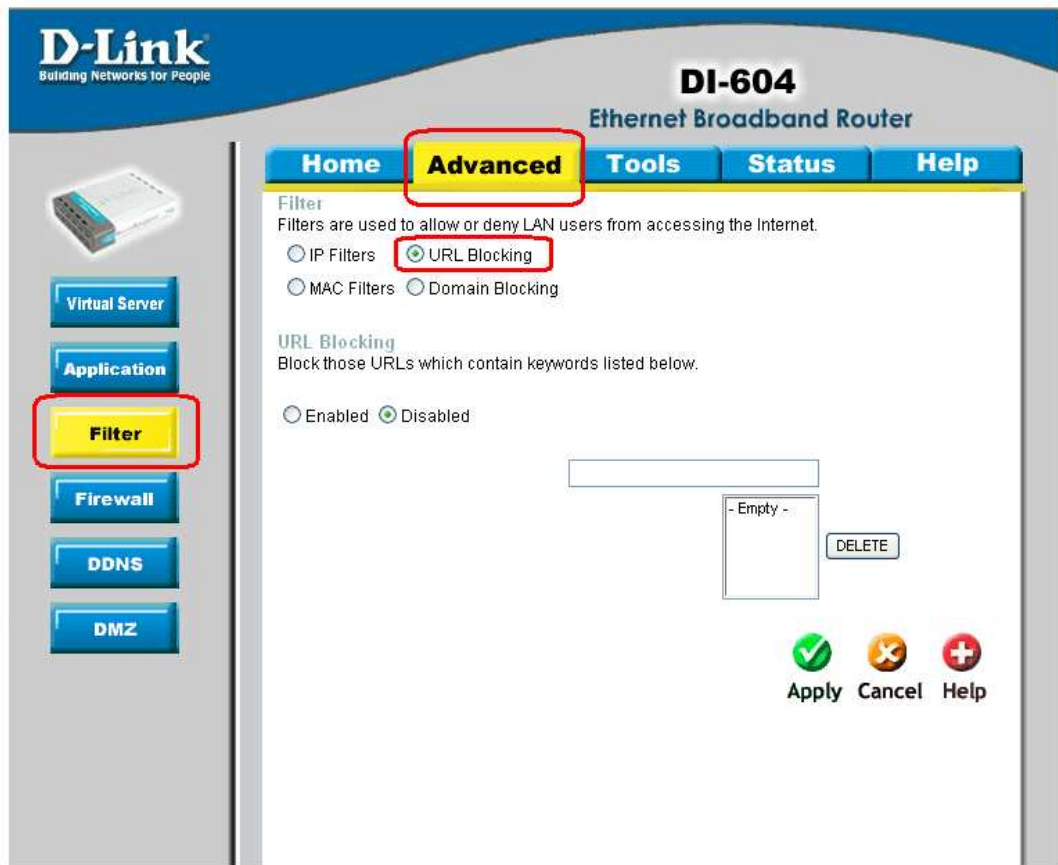 D-Link
Building Networks for People
DI-604
Ethernet Broadband Router
Home Advanced Tools Status Help
Virtual Server
Application
Filter
Firewall
DDNS
DMZ
Filter
Filters are used to allow or deny LAN users from accessing the Internet.
IP Filters URL Blocking
MAC Filters Domain Blocking
URL Blocking
Block those URLs which contain keywords listed below.
Enabled Disabled
- Empty -
DELETE
Apply Cancel Help